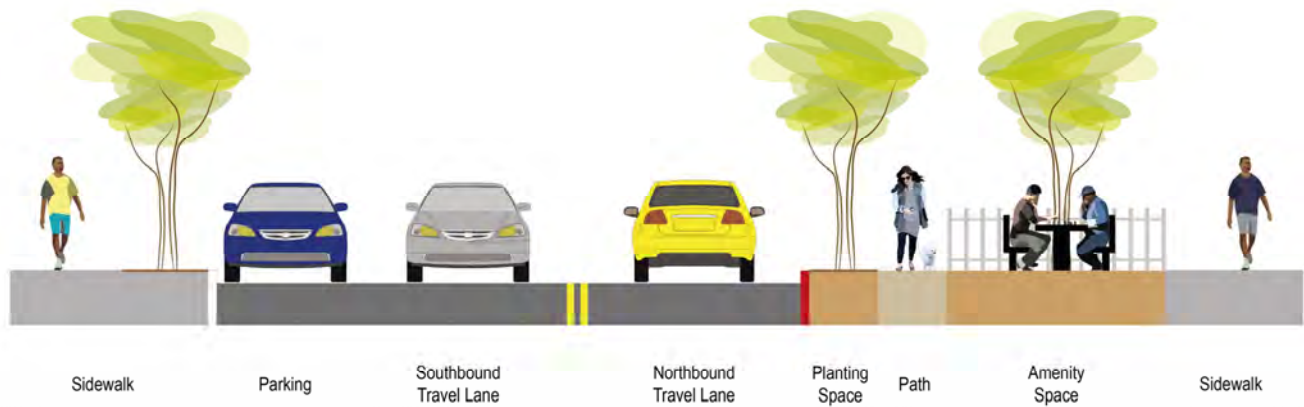 Sidewalk
Parking
Southbound
Travel Lane
Northbound
Travel Lane
Planting
Space
Path
Amenity
Space
Sidewalk